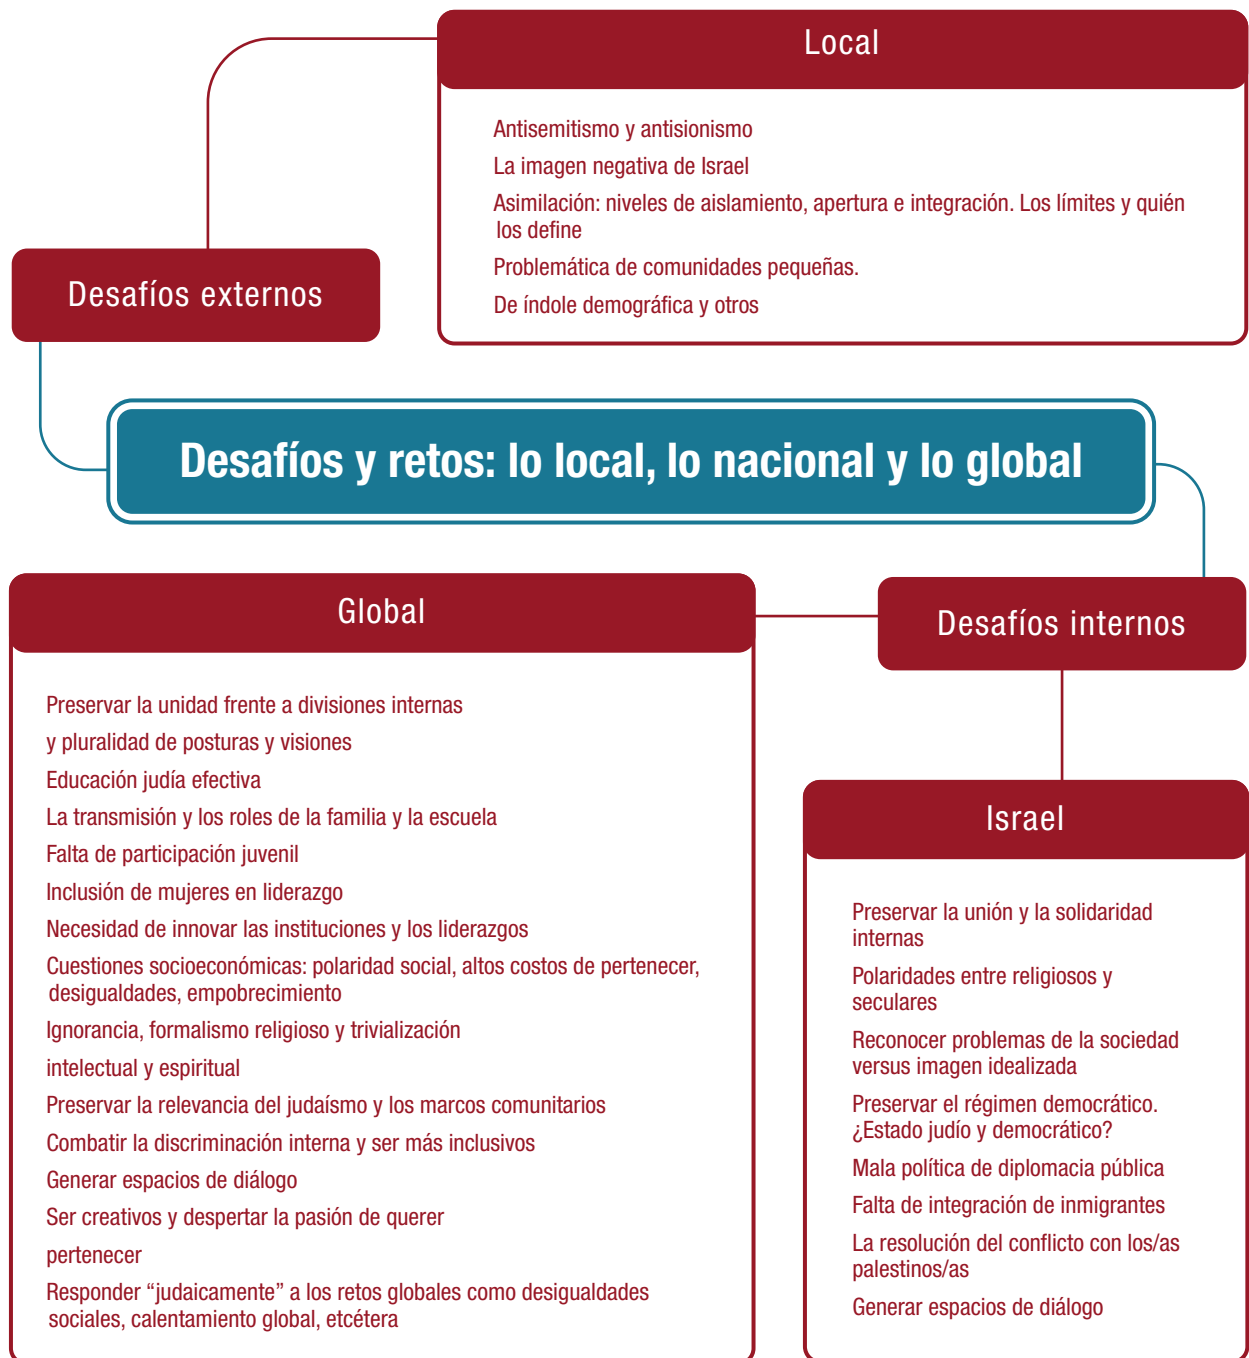 Local
Antisemitismo y antisionismo
La imagen negativa de Israel
Asimilación: niveles de aislamiento, apertura e integración. Los límites y quién
los define
Problemática de comunidades pequeñas.
De índole demográfica y otros
Desafíos externos
Desafíos y retos: lo local, lo nacional y lo global
Global
Preservar la unidad frente a divisiones internas
y pluralidad de posturas y visiones
Educación judía efectiva
La transmisión y los roles de la familia y la escuela
Falta de participación juvenil
Inclusión de mujeres en liderazgo
Necesidad de innovar las instituciones y los liderazgos
Cuestiones socioeconómicas: polaridad social, altos costos de pertenecer,
desigualdades, empobrecimiento
Ignorancia, formalismo religioso y trivialización
intelectual y espiritual
Preservar la relevancia del judaísmo y los marcos comunitarios
Combatir la discriminación interna y ser más inclusivos
Generar espacios de diálogo
Ser creativos y despertar la pasión de querer
pertenecer
Responder “judaicamente” a los retos globales como desigualdades
sociales, calentamiento global, etcétera
Desafíos internos
Israel
Preservar la unión y la solidaridad
internas
Polaridades entre religiosos y
seculares
Reconocer problemas de la sociedad
versus imagen idealizada
Preservar el régimen democrático.
¿Estado judío y democrático?
Mala política de diplomacia pública
Falta de integración de inmigrantes
La resolución del conflicto con los/as
palestinos/as
Generar espacios de diálogo